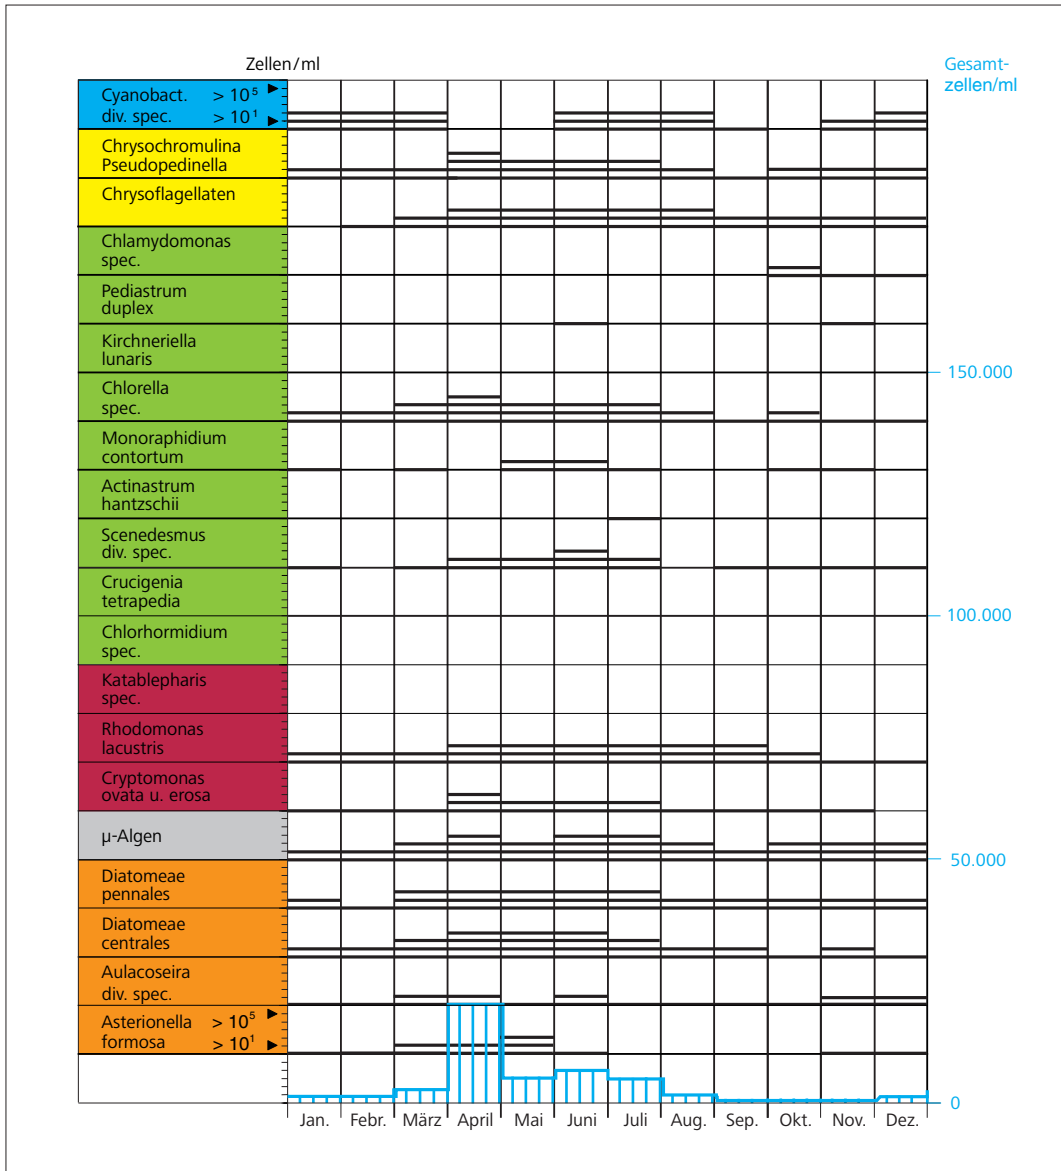 Zellen/ml
Gesamt-
zellen/ml
Cyanobact. > 10⁵
div. spec. > 10¹
Chrysochromulina
Pseudopedinella
Chrysoflagellaten
Chlamydomonas
spec.
Pediastrum
duplex
Kirchneriella
lunaris
150.000
Chlorella
spec.
Monoraphidium
contortum
Actinastrum
hantzschii
Scenedesmus
div. spec.
Crucigenia
tetrapedia
100.000
Chlorhormidium
spec.
Katablepharis
spec.
Rhodomonas
lacustris
Cryptomonas
ovata u. erosa
µ-Algen
50.000
Diatomeae
pennales
Diatomeae
centrales
Aulacoseira
div. spec.
Asterionella > 10⁵
formosa > 10¹
0
Jan. Febr. März April Mai Juni Juli Aug. Sep. Okt. Nov. Dez.